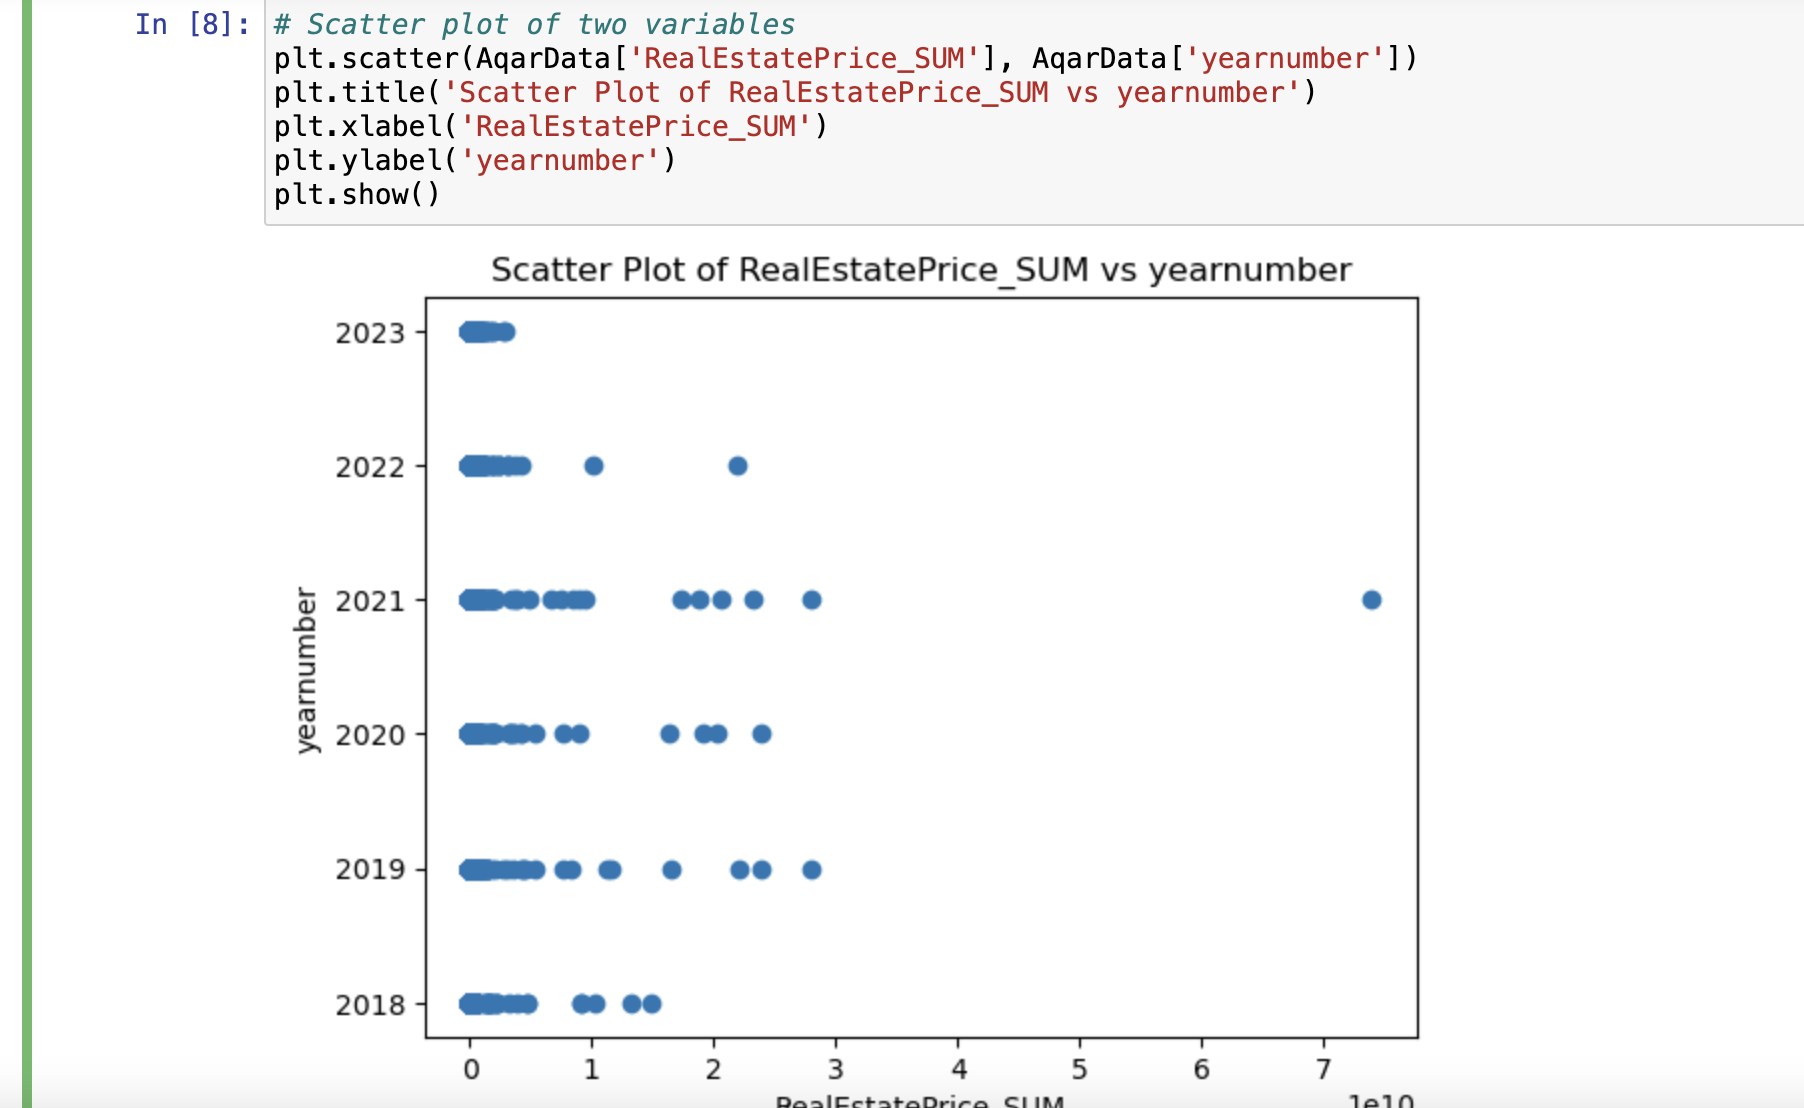 In [8]: # Scatter plot of two variables
plt.scatter(AqarData['RealEstatePrice_SUM'], AqarData['yearnumber'])
plt.title('Scatter Plot of RealEstatePrice_SUM vs yearnumber')
plt.xlabel('RealEstatePrice_SUM')
plt.ylabel('yearnumber')
plt.show()
Scatter Plot of RealEstatePrice_SUM vs yearnumber
2023
2022
2021
yearnumber
2020
2019
2018
0 1 2 3 4 5 6 7
RealEstatePrice_SUM 1e10